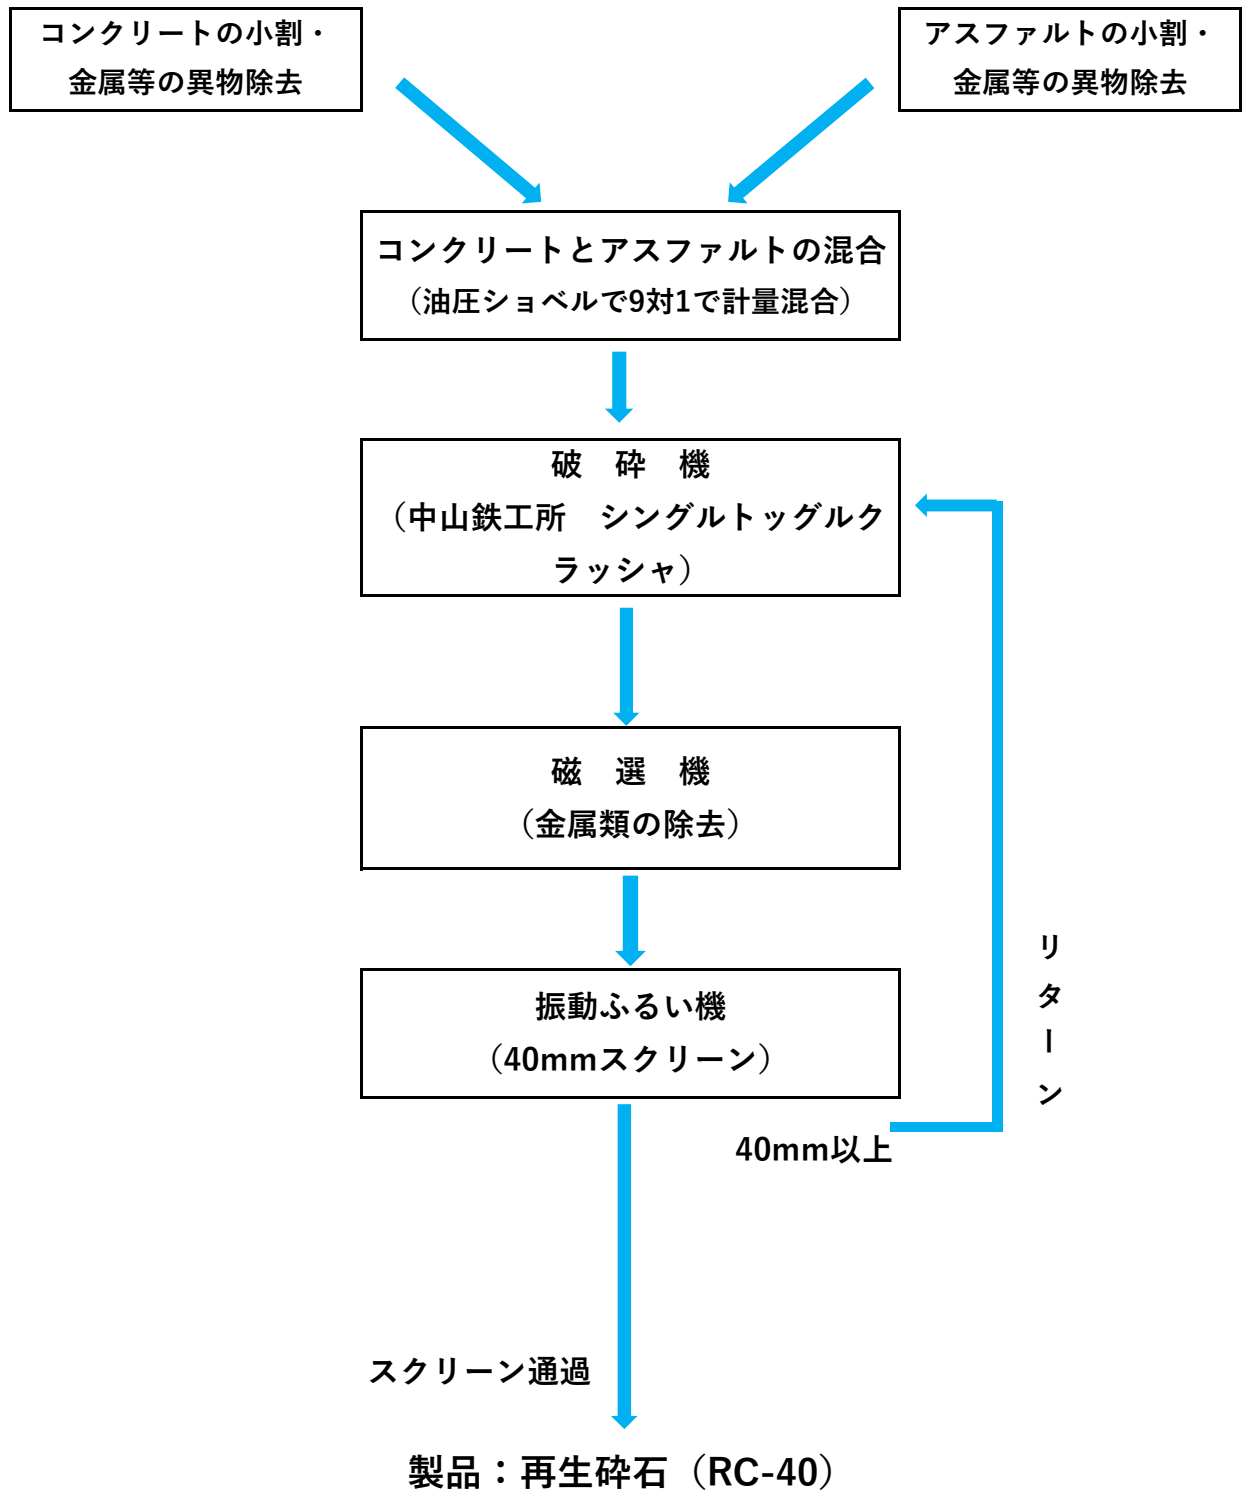 コンクリートの小割・
金属等の異物除去
アスファルトの小割・
金属等の異物除去
コンクリートとアスファルトの混合
（油圧ショベルで9対1で計量混合）
破　砕　機
（中山鉄工所　シングルトッグルク
ラッシャ）
磁　選　機
（金属類の除去）
振動ふるい機
（40mmスクリーン）
リターン
40mm以上
スクリーン通過
製品：再生砕石（RC-40）